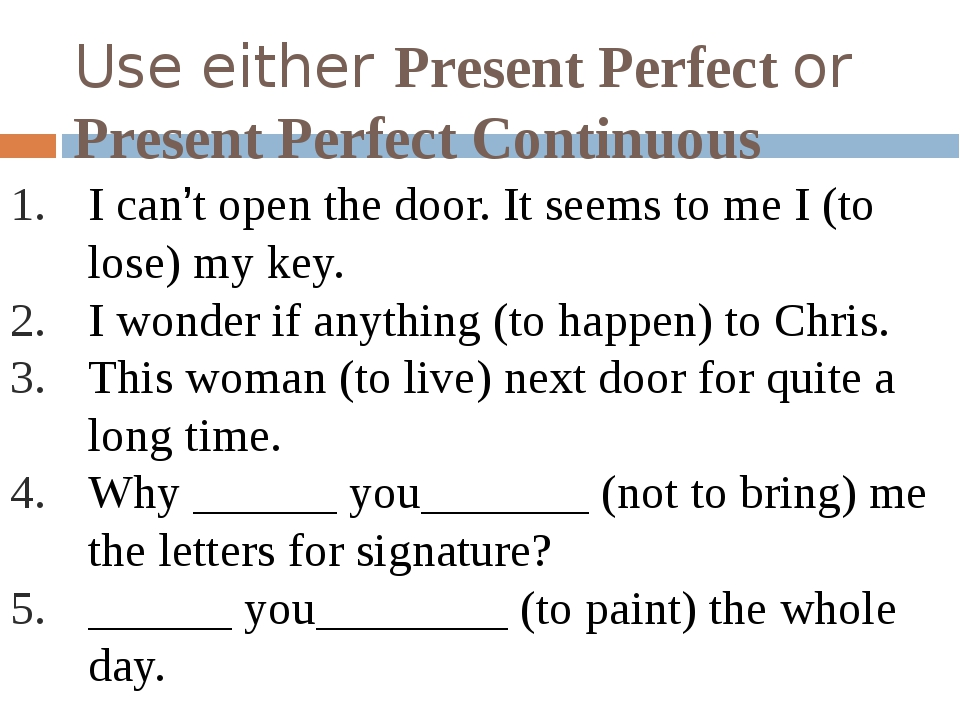 Use either Present Perfect or
Present Perfect Continuous
1. I can’t open the door. It seems to me I (to
lose) my key.
2. I wonder if anything (to happen) to Chris.
3. This woman (to live) next door for quite a
long time.
4. Why ______ you_______ (not to bring) me
the letters for signature?
5. ______ you________ (to paint) the whole
day.